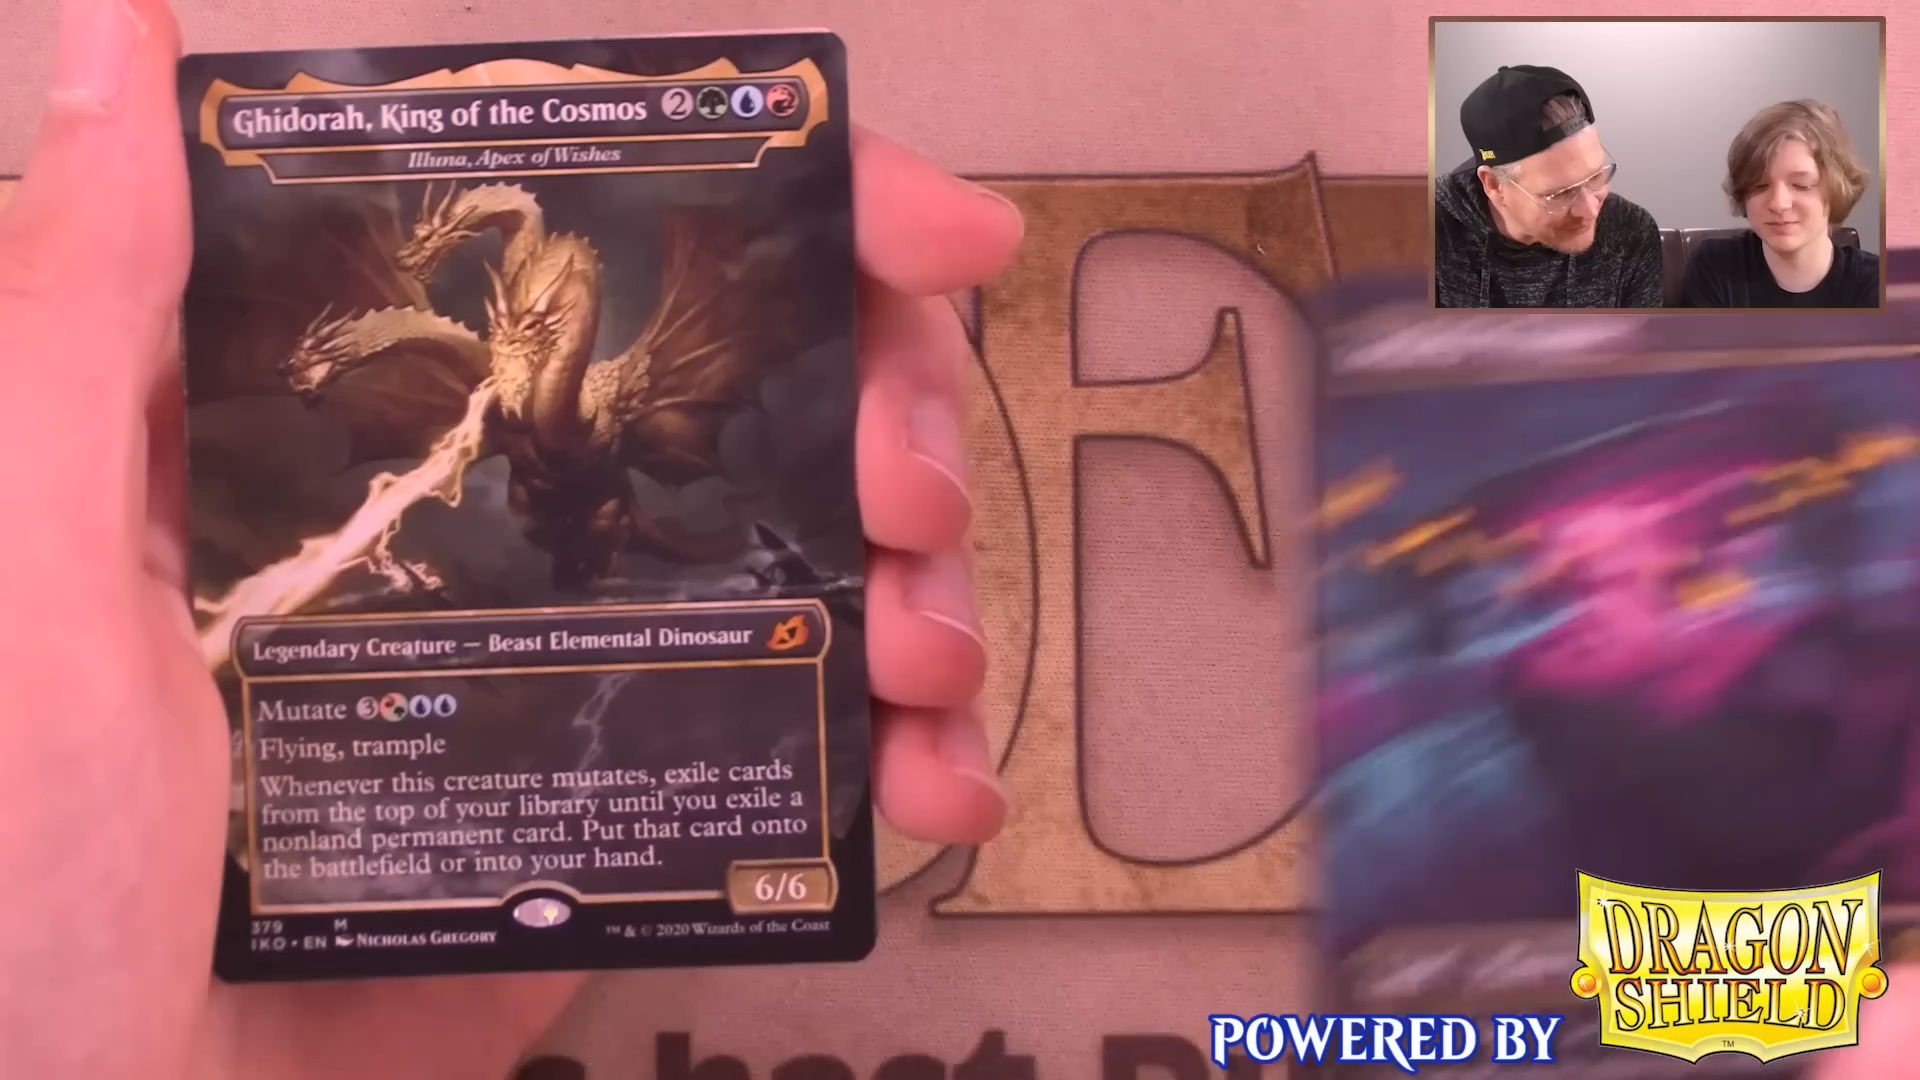 Ghidorah, King of the Cosmos 2
Illuna, Apex of Wishes
Legendary Creature — Beast Elemental Dinosaur
Mutate 3
Flying, trample
Whenever this creature mutates, exile cards
from the top of your library until you exile a
nonland permanent card. Put that card onto
the battlefield or into your hand.
6/6
379 M
IKO • EN NICHOLAS GREGORY
™ & © 2020 Wizards of the Coast
POWERED BY
DRAGON
SHIELD
™